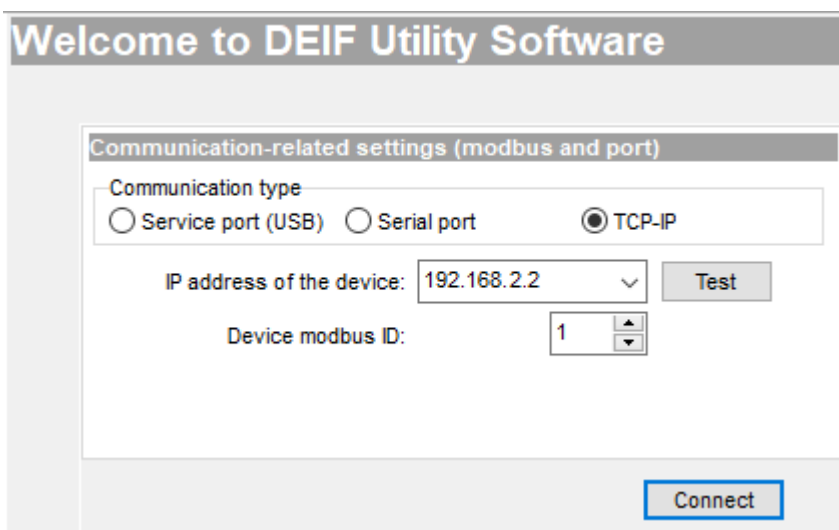 Welcome to DEIF Utility Software
Communication-related settings (modbus and port)
Communication type
Service port (USB) Serial port TCP-IP
IP address of the device: 192.168.2.2 Test
Device modbus ID: 1
Connect